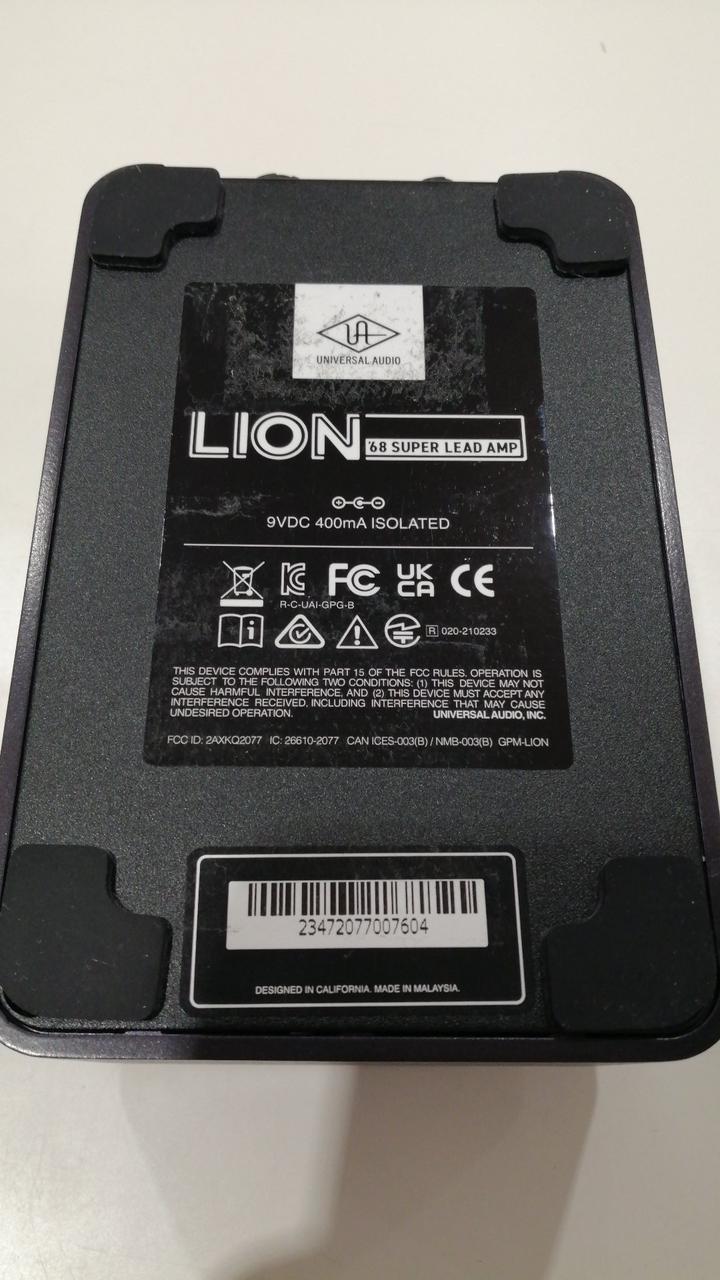 UA
UNIVERSAL AUDIO
LION '68 SUPER LEAD AMP
9VDC 400mA ISOLATED
FC UK CA CE
R-C-UAI-GPG-B
R 020-210233
THIS DEVICE COMPLIES WITH PART 15 OF THE FCC RULES. OPERATION IS
SUBJECT TO THE FOLLOWING TWO CONDITIONS: (1) THIS DEVICE MAY NOT
CAUSE HARMFUL INTERFERENCE, AND (2) THIS DEVICE MUST ACCEPT ANY
INTERFERENCE RECEIVED, INCLUDING INTERFERENCE THAT MAY CAUSE
UNDESIRED OPERATION. UNIVERSAL AUDIO, INC.
FCC ID: 2AXKQ2077 IC: 26610-2077 CAN ICES-003(B) / NMB-003(B) GPM-LION
23472077007604
DESIGNED IN CALIFORNIA. MADE IN MALAYSIA.